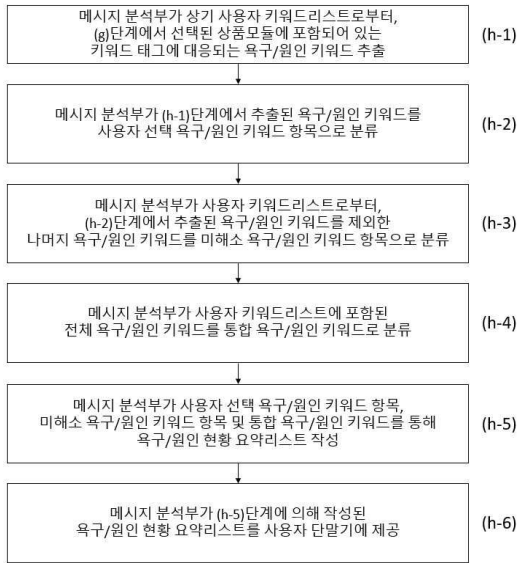 메시지 분석부가 상기 사용자 키워드리스트로부터,
(g)단계에서 선택된 상품모듈에 포함되어 있는
키워드 태그에 대응되는 욕구/원인 키워드 추출
(h-1)
메시지 분석부가 (h-1)단계에서 추출된 욕구/원인 키워드를
사용자 선택 욕구/원인 키워드 항목으로 분류
(h-2)
메시지 분석부가 사용자 키워드리스트로부터,
(h-2)단계에서 추출된 욕구/원인 키워드를 제외한
나머지 욕구/원인 키워드를 미해소 욕구/원인 키워드 항목으로 분류
(h-3)
메시지 분석부가 사용자 키워드리스트에 포함된
전체 욕구/원인 키워드를 통합 욕구/원인 키워드로 분류
(h-4)
메시지 분석부가 사용자 선택 욕구/원인 키워드 항목,
미해소 욕구/원인 키워드 항목 및 통합 욕구/원인 키워드를 통해
욕구/원인 현황 요약리스트 작성
(h-5)
메시지 분석부가 (h-5)단계에 의해 작성된
욕구/원인 현황 요약리스트를 사용자 단말기에 제공
(h-6)